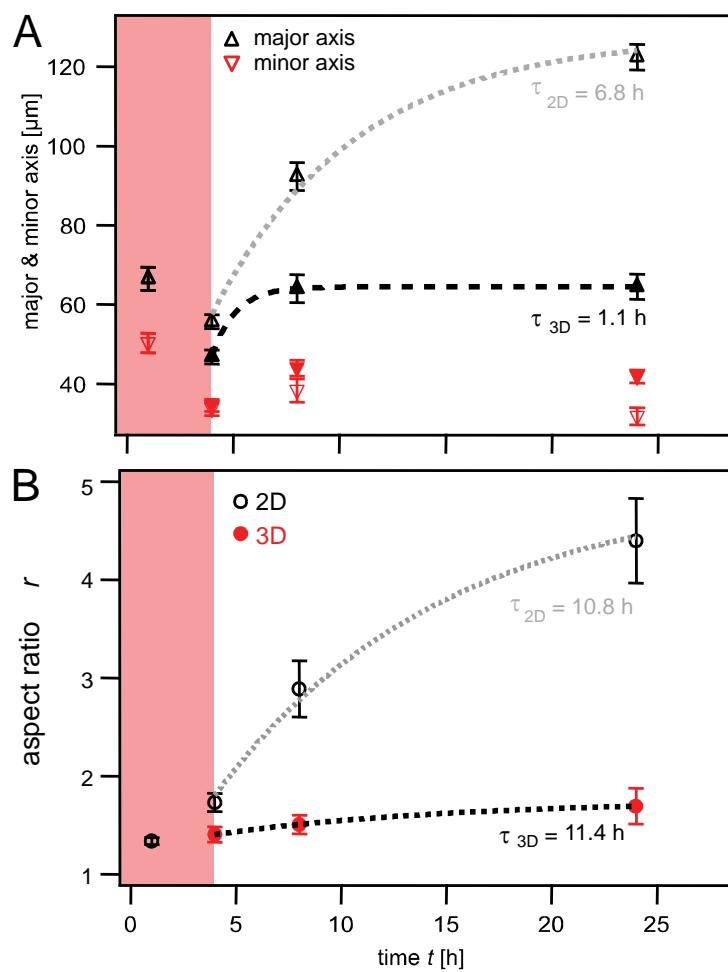 A
major axis
minor axis
120
100
80
60
40
major & minor axis [µm]
τ 2D = 6.8 h
τ 3D = 1.1 h
B
2D
3D
5
4
3
2
1
aspect ratio r
τ 2D = 10.8 h
τ 3D = 11.4 h
0 5 10 15 20 25
time t [h]